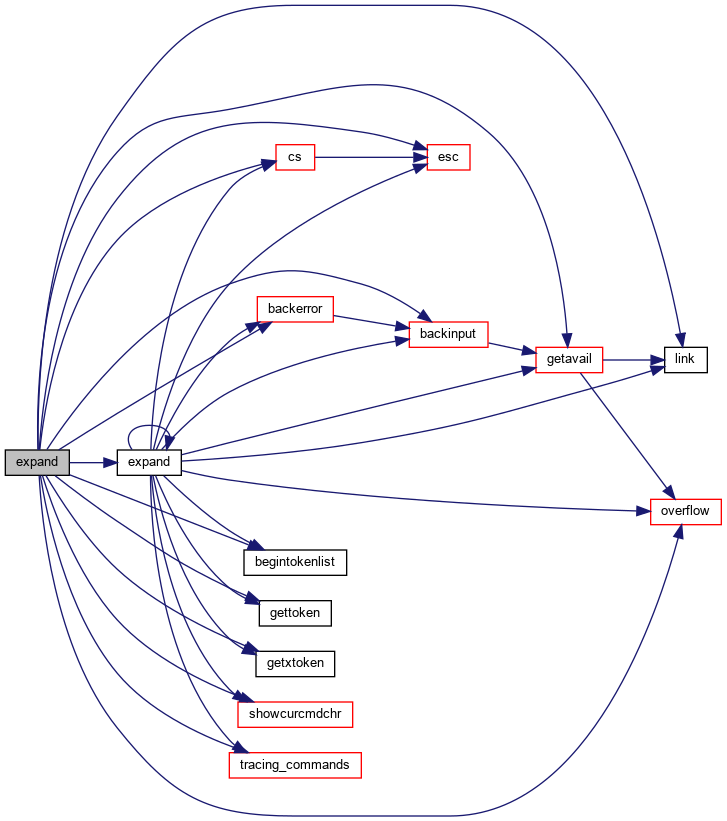 cs
esc
backerror
backinput
getavail
link
expand
expand
overflow
begintokenlist
gettoken
getxtoken
showcurcmdchr
tracing_commands